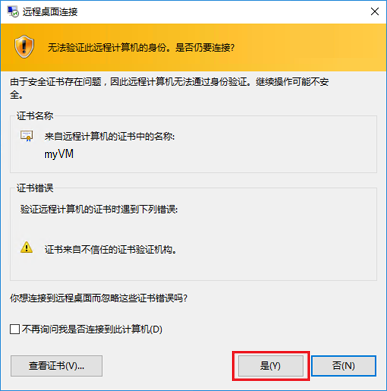 远程桌面连接
无法验证此远程计算机的身份。是否仍要连接?
由于安全证书存在问题，因此远程计算机无法通过身份验证。继续操作可能不安
全。
证书名称
来自远程计算机的证书中的名称:
myVM
证书错误
验证远程计算机的证书时遇到下列错误:
证书来自不信任的证书验证机构。
你想连接到远程桌面而忽略这些证书错误吗?
不再询问我是否连接到此计算机(D)
查看证书(V)...
是(Y)
否(N)